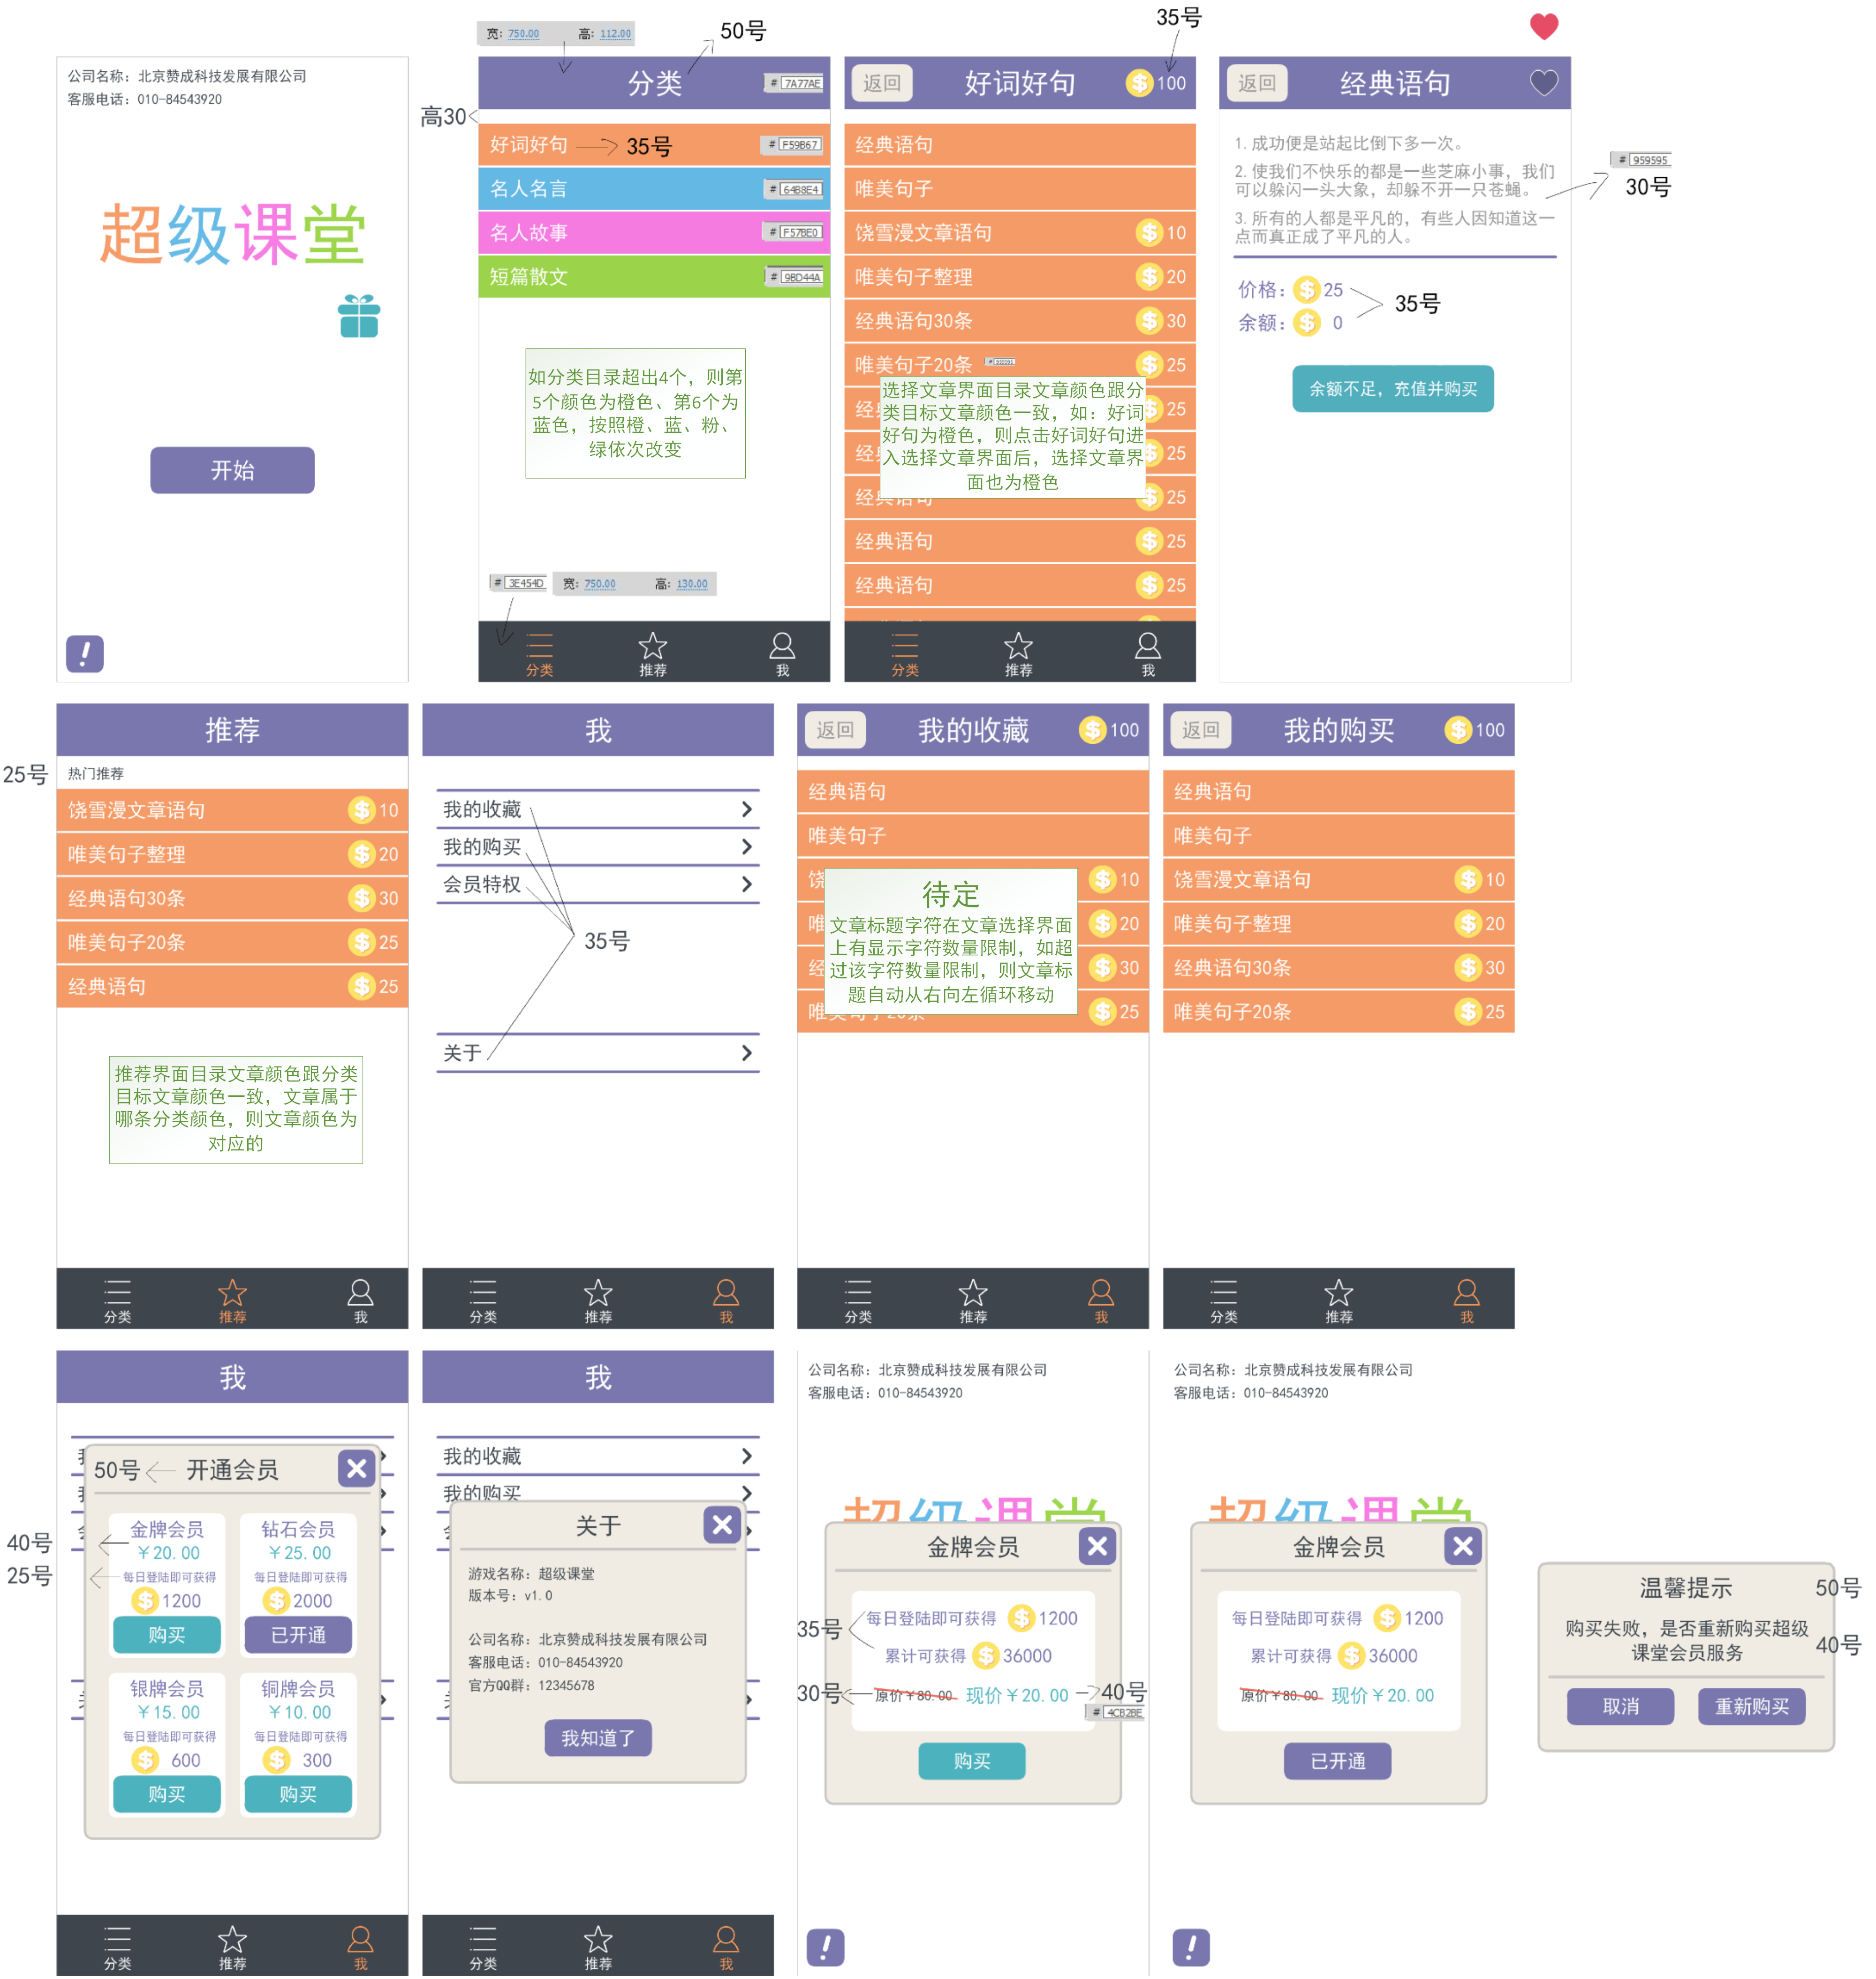 公司名称：北京赞成科技发展有限公司
客服电话：010-84543920
超级课堂
开始
宽：750.00 高：112.00
50号
分类
# 7A77AE
高30
好词好句
35号
# F59B67
名人名言
# 64B8E4
名人故事
# F57BE0
短篇散文
# 9BD44A
如分类目录超出4个，则第
5个颜色为橙色、第6个为
蓝色，按照橙、蓝、粉、
绿依次改变
# 3E454D
宽：750.00 高：130.00
分类 推荐 我
35号
返回 好词好句 100
经典语句
唯美句子
饶雪漫文章语句 10
唯美句子整理 20
经典语句30条 30
唯美句子20条 25
选择文章界面目录文章颜色跟分
类目标文章颜色一致，如：好词
好句为橙色，则点击好词好句进
入选择文章界面后，选择文章界
面也为橙色
25
25
经典语句 25
经典语句 25
经典语句 25
分类 推荐 我
返回 经典语句
1. 成功便是站起比倒下多一次。
2. 使我们不快乐的都是一些芝麻小事，我们
可以躲闪一头大象，却躲不开一只苍蝇。
3. 所有的人都是平凡的，有些人因知道这一
点而真正成了平凡的人。
# 959595
30号
价格： 25
余额： 0
35号
余额不足，充值并购买
推荐
25号
热门推荐
饶雪漫文章语句 10
唯美句子整理 20
经典语句30条 30
唯美句子20条 25
经典语句 25
推荐界面目录文章颜色跟分类
目标文章颜色一致，文章属于
哪条分类颜色，则文章颜色为
对应的
分类 推荐 我
我
我的收藏
我的购买
会员特权
35号
关于
分类 推荐 我
返回 我的收藏 100
经典语句
唯美句子
饶 10
唯 20
经 30
唯美句子20条 25
待定
文章标题字符在文章选择界面
上有显示字符数量限制，如超
过该字符数量限制，则文章标
题自动从右向左循环移动
分类 推荐 我
返回 我的购买 100
经典语句
唯美句子
饶雪漫文章语句 10
唯美句子整理 20
经典语句30条 30
唯美句子20条 25
分类 推荐 我
我
50号
开通会员
40号
25号
金牌会员
￥20.00
每日登陆即可获得
1200
购买
钻石会员
￥25.00
每日登陆即可获得
2000
已开通
银牌会员
￥15.00
每日登陆即可获得
600
购买
铜牌会员
￥10.00
每日登陆即可获得
300
购买
分类 推荐 我
我
我的收藏
我的购买
关于
游戏名称：超级课堂
版本号：v1.0
公司名称：北京赞成科技发展有限公司
客服电话：010-84543920
官方QQ群：12345678
我知道了
分类 推荐 我
公司名称：北京赞成科技发展有限公司
客服电话：010-84543920
超级课堂
金牌会员
35号
每日登陆即可获得 1200
累计可获得 36000
30号
原价￥80.00 现价￥20.00
40号
# 4CB2BE
购买
公司名称：北京赞成科技发展有限公司
客服电话：010-84543920
超级课堂
金牌会员
每日登陆即可获得 1200
累计可获得 36000
原价￥80.00 现价￥20.00
已开通
温馨提示
50号
购买失败，是否重新购买超级
课堂会员服务
40号
取消 重新购买